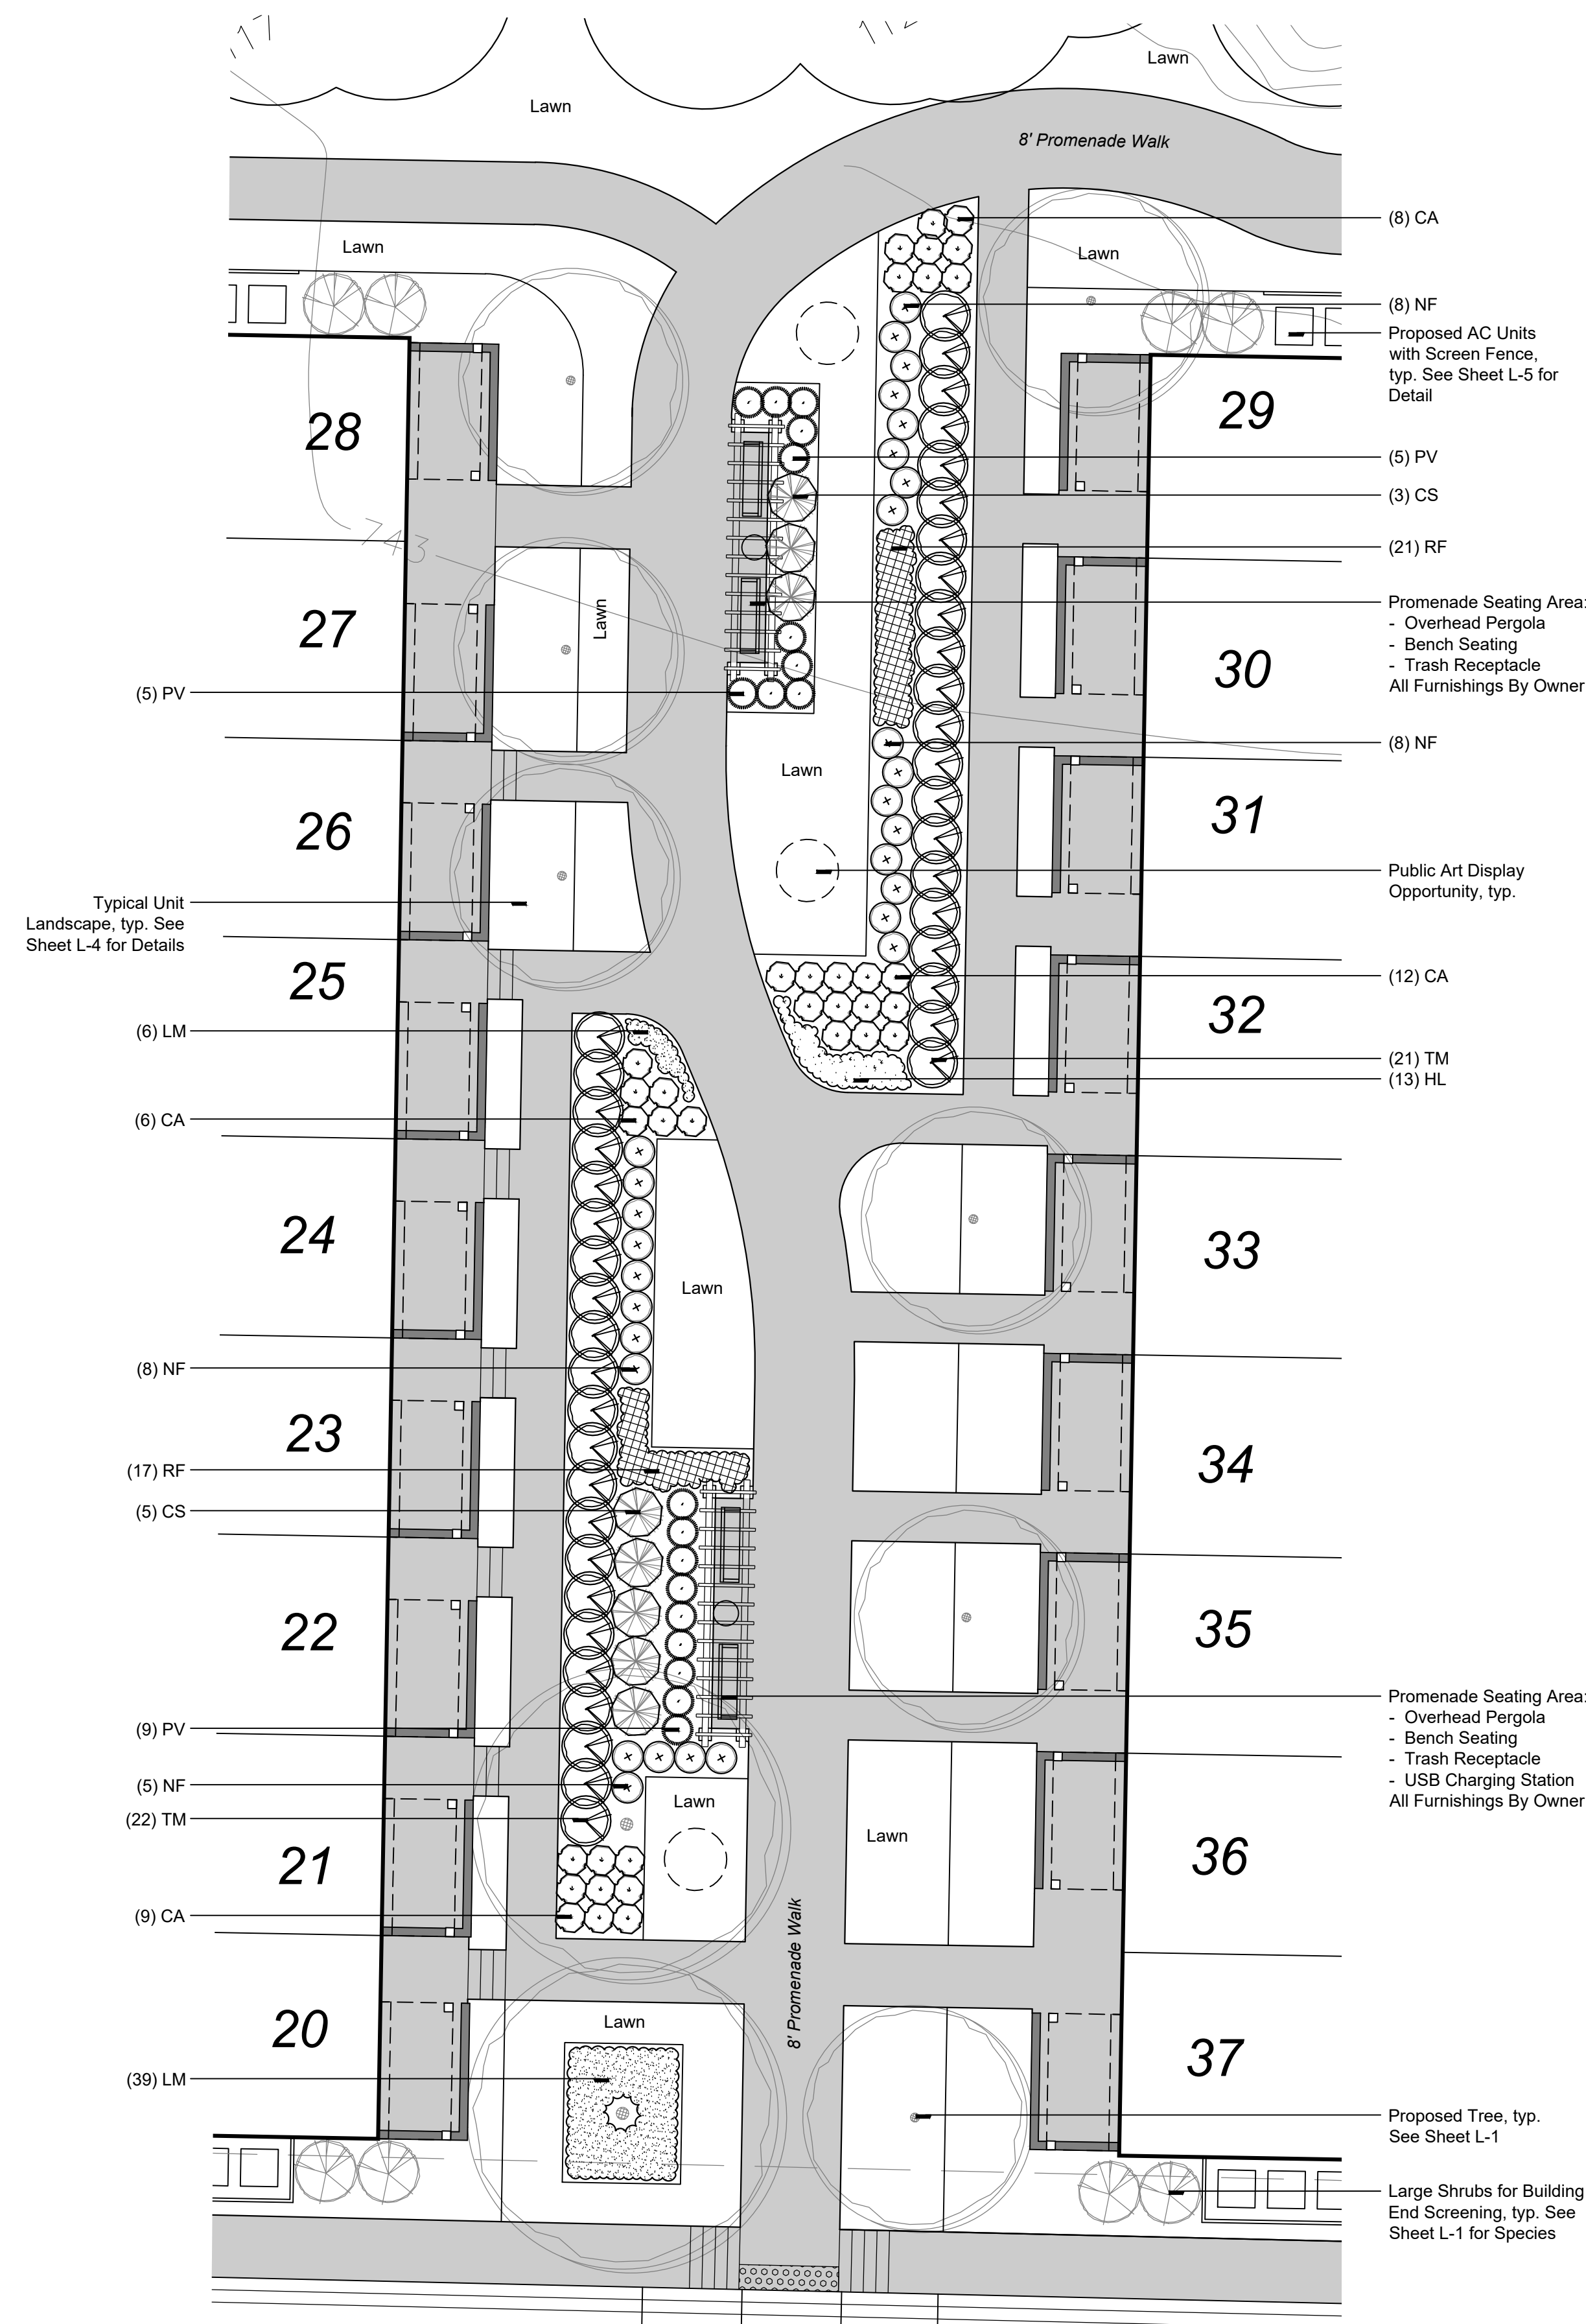 117
112
Lawn
Lawn
8' Promenade Walk
(8) CA
Lawn
Lawn
(8) NF
Proposed AC Units
with Screen Fence,
typ. See Sheet L-5 for
Detail
28
29
(5) PV
(3) CS
743
(21) RF
Promenade Seating Area:
- Overhead Pergola
- Bench Seating
- Trash Receptacle
All Furnishings By Owner
27
Lawn
30
(5) PV
(8) NF
Lawn
26
31
Public Art Display
Opportunity, typ.
Typical Unit
Landscape, typ. See
Sheet L-4 for Details
25
(12) CA
32
(6) LM
(21) TM
(13) HL
(6) CA
24
33
Lawn
(8) NF
23
34
(17) RF
(5) CS
22
35
Promenade Seating Area:
- Overhead Pergola
- Bench Seating
- Trash Receptacle
- USB Charging Station
All Furnishings By Owner
(9) PV
(5) NF
Lawn
(22) TM
Lawn
21
36
(9) CA
8' Promenade Walk
20
Lawn
37
(39) LM
Proposed Tree, typ.
See Sheet L-1
Large Shrubs for Building
End Screening, typ. See
Sheet L-1 for Species